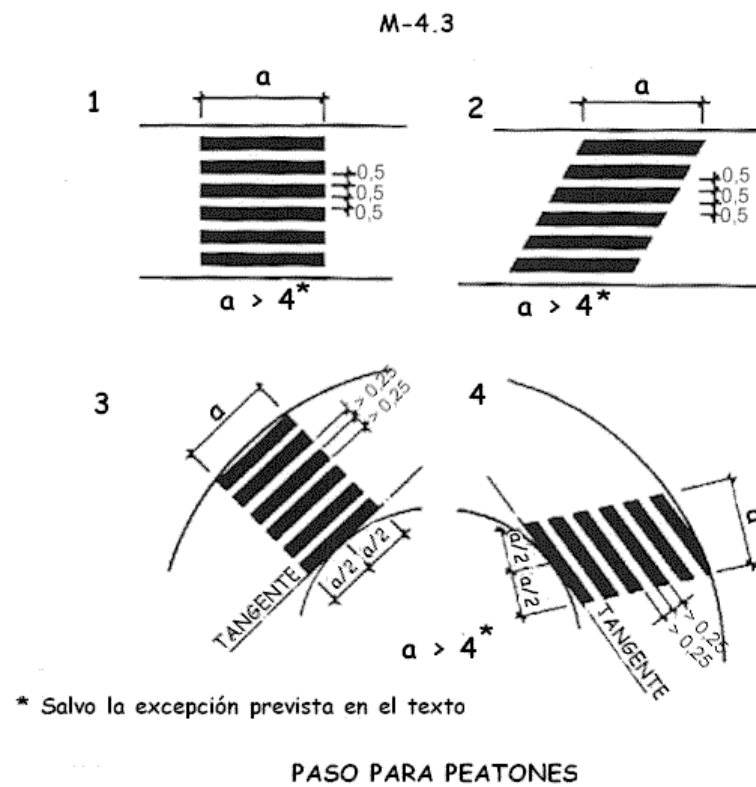 M-4.3
1
a
0,5
0,5
0,5
a > 4*
2
a
0,5
0,5
0,5
a > 4*
3
a
> 0,25
> 0,25
a/2
a/2
TANGENTE
4
a
a/2
a/2
> 0,25
> 0,25
TANGENTE
a > 4*
* Salvo la excepción prevista en el texto
PASO PARA PEATONES